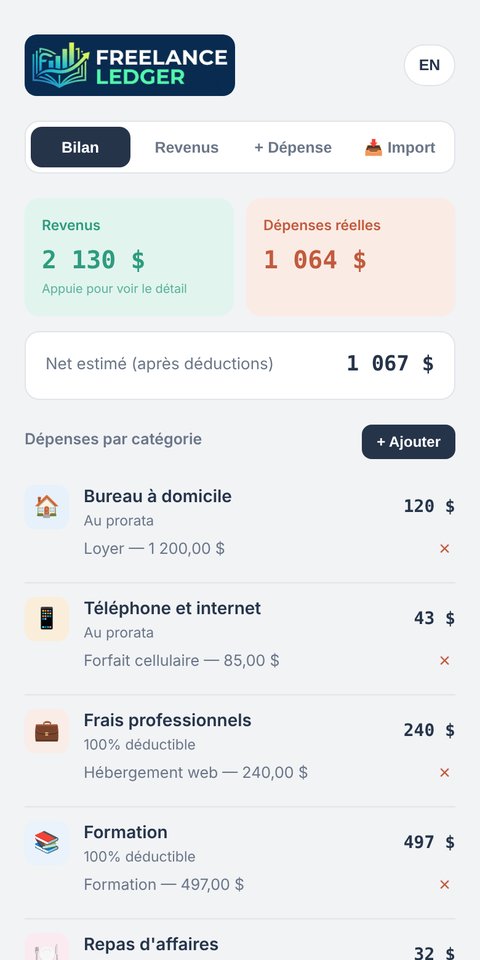 FREELANCE
LEDGER
EN
Bilan
Revenus
+ Dépense
Import
Revenus
2 130 $
Appuie pour voir le détail
Dépenses réelles
1 064 $
Net estimé (après déductions)
1 067 $
Dépenses par catégorie
+ Ajouter
Bureau à domicile
Au prorata
Loyer — 1 200,00 $
120 $
×
Téléphone et internet
Au prorata
Forfait cellulaire — 85,00 $
43 $
×
Frais professionnels
100% déductible
Hébergement web — 240,00 $
240 $
×
Formation
100% déductible
Formation — 497,00 $
497 $
×
Repas d'affaires
32 $